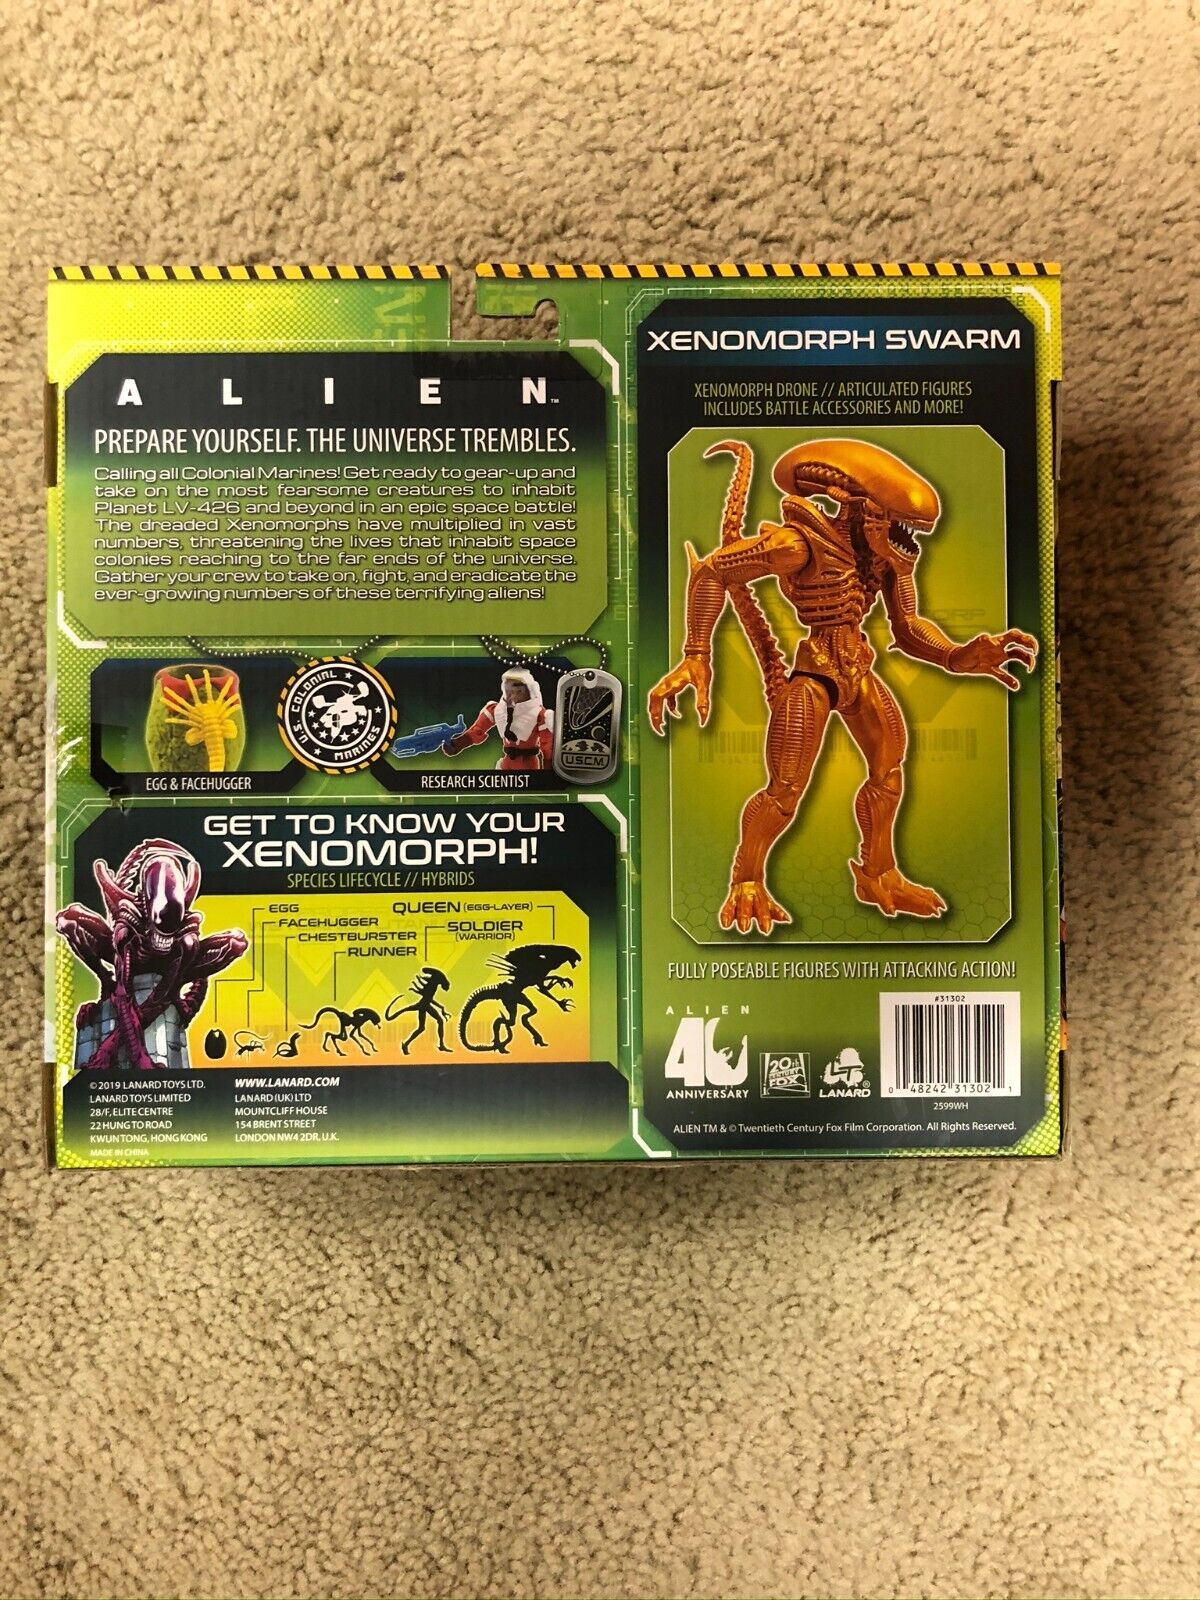 A L I E N™
PREPARE YOURSELF. THE UNIVERSE TREMBLES.
Calling all Colonial Marines! Get ready to gear-up and
take on the most fearsome creatures to inhabit
Planet LV-426 and beyond in an epic space battle!
The dreaded Xenomorphs have multiplied in vast
numbers, threatening the lives that inhabit space
colonies reaching to the far ends of the universe.
Gather your crew to take on, fight, and eradicate the
ever-growing numbers of these terrifying aliens!
EGG & FACEHUGGER
U.S. COLONIAL MARINES
RESEARCH SCIENTIST
U.S.C.M.
GET TO KNOW YOUR
XENOMORPH!
SPECIES LIFECYCLE // HYBRIDS
EGG
FACEHUGGER
CHESTBURSTER
RUNNER
QUEEN (EGG-LAYER)
SOLDIER
(WARRIOR)
© 2019 LANARD TOYS LTD.
LANARD TOYS LIMITED
28/F, ELITE CENTRE
22 HUNG TO ROAD
KWUN TONG, HONG KONG
MADE IN CHINA
WWW.LANARD.COM
LANARD (UK) LTD
MOUNTCLIFF HOUSE
154 BRENT STREET
LONDON NW4 2DR, U.K.
XENOMORPH SWARM
XENOMORPH DRONE // ARTICULATED FIGURES
INCLUDES BATTLE ACCESSORIES AND MORE!
FULLY POSEABLE FIGURES WITH ATTACKING ACTION!
A L I E N
40
ANNIVERSARY
20th
CENTURY
FOX
LT
LANARD®
#31302
0 48242 31302 1
2599WH
ALIEN TM & © Twentieth Century Fox Film Corporation. All Rights Reserved.